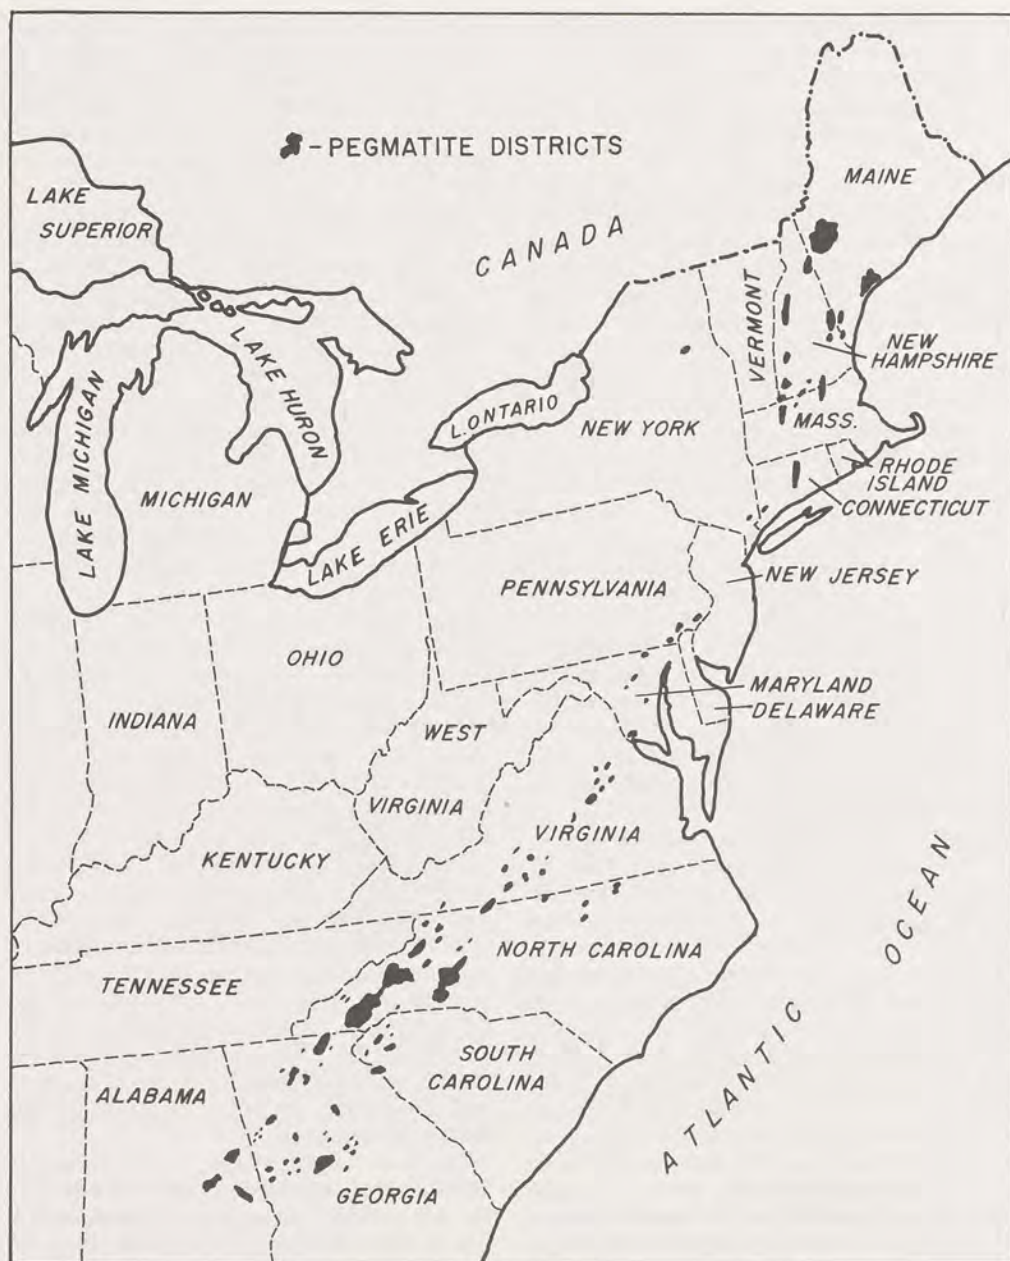 - PEGMATITE DISTRICTS
MAINE
LAKE
SUPERIOR
CANADA
VERMONT
NEW
HAMPSHIRE
LAKE HURON
LAKE MICHIGAN
L. ONTARIO
NEW YORK
MASS.
RHODE
ISLAND
CONNECTICUT
MICHIGAN
LAKE ERIE
PENNSYLVANIA
NEW JERSEY
OHIO
MARYLAND
DELAWARE
INDIANA
WEST
VIRGINIA
VIRGINIA
KENTUCKY
NORTH CAROLINA
TENNESSEE
SOUTH
CAROLINA
ALABAMA
GEORGIA
ATLANTIC
OCEAN